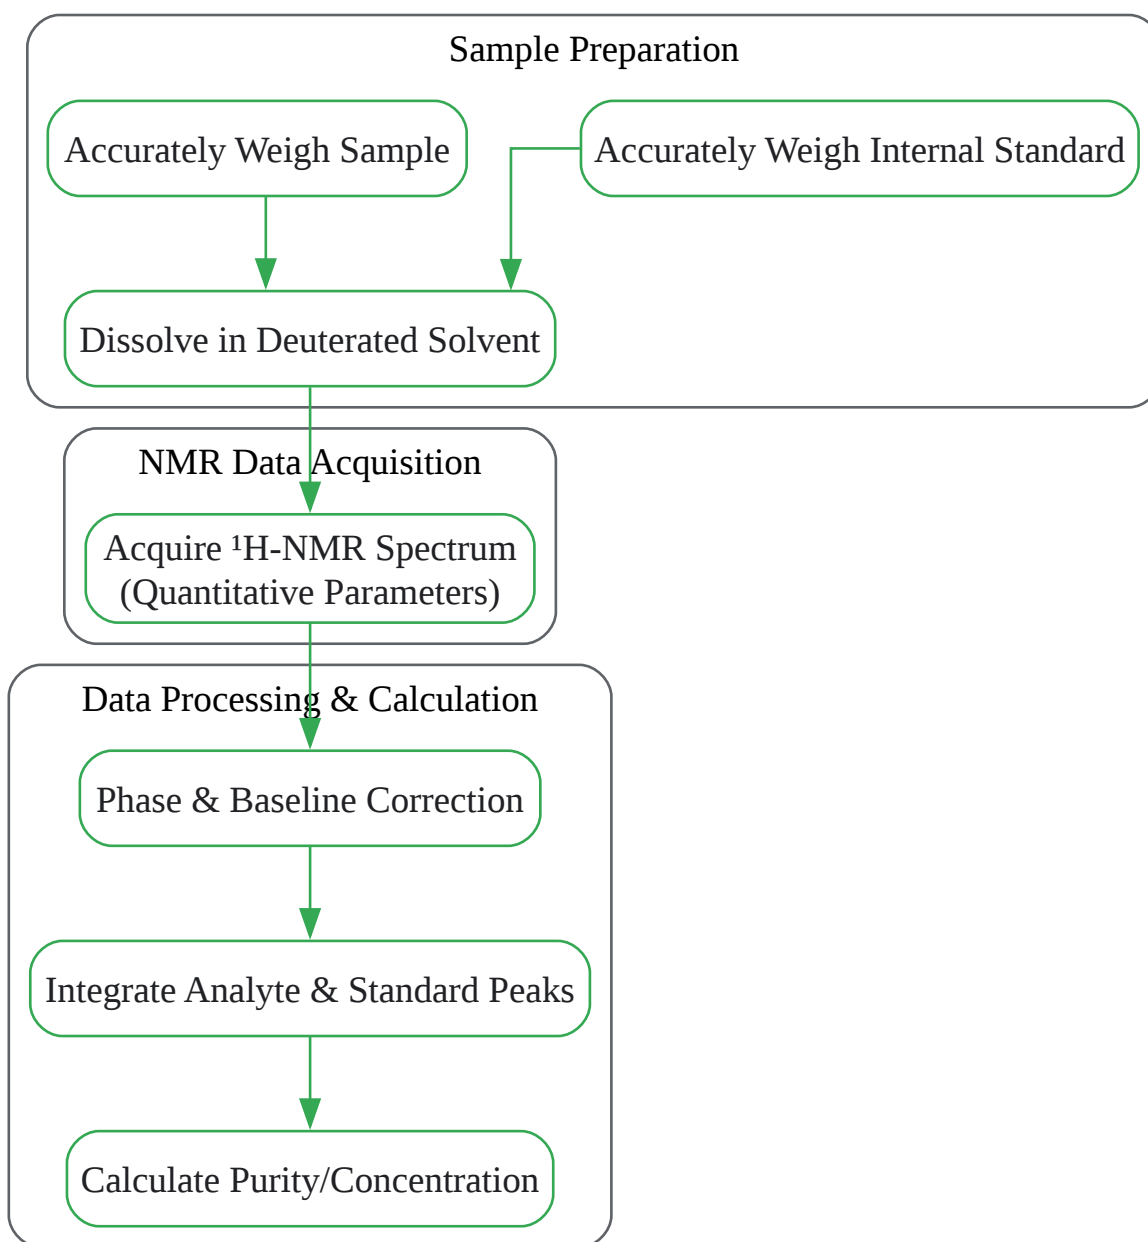 Sample Preparation
Accurately Weigh Sample
Accurately Weigh Internal Standard
Dissolve in Deuterated Solvent
NMR Data Acquisition
Acquire ¹H-NMR Spectrum
(Quantitative Parameters)
Data Processing & Calculation
Phase & Baseline Correction
Integrate Analyte & Standard Peaks
Calculate Purity/Concentration